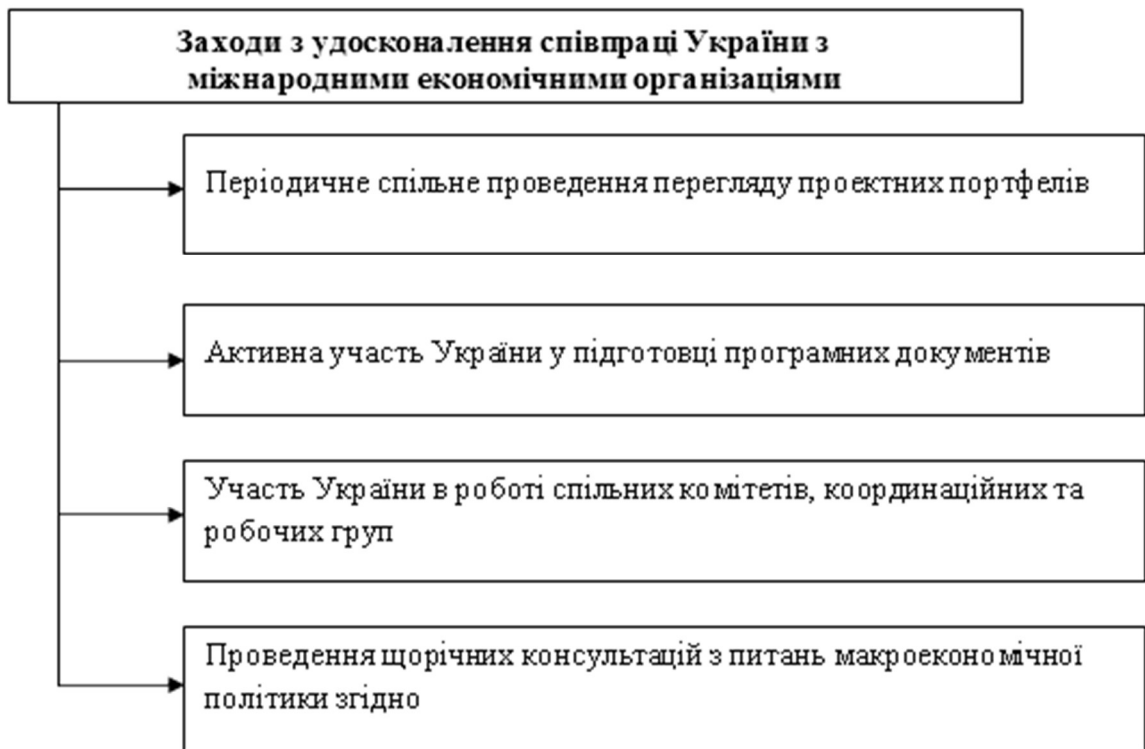 Заходи з удосконалення співпраці України з
міжнародними економічними організаціями
Періодичне спільне проведення перегляду проектних портфелів
Активна участь України у підготовці програмних документів
Участь України в роботі спільних комітетів, координаційних та
робочих груп
Проведення щорічних консультацій з питань макроекономічної
політики згідно